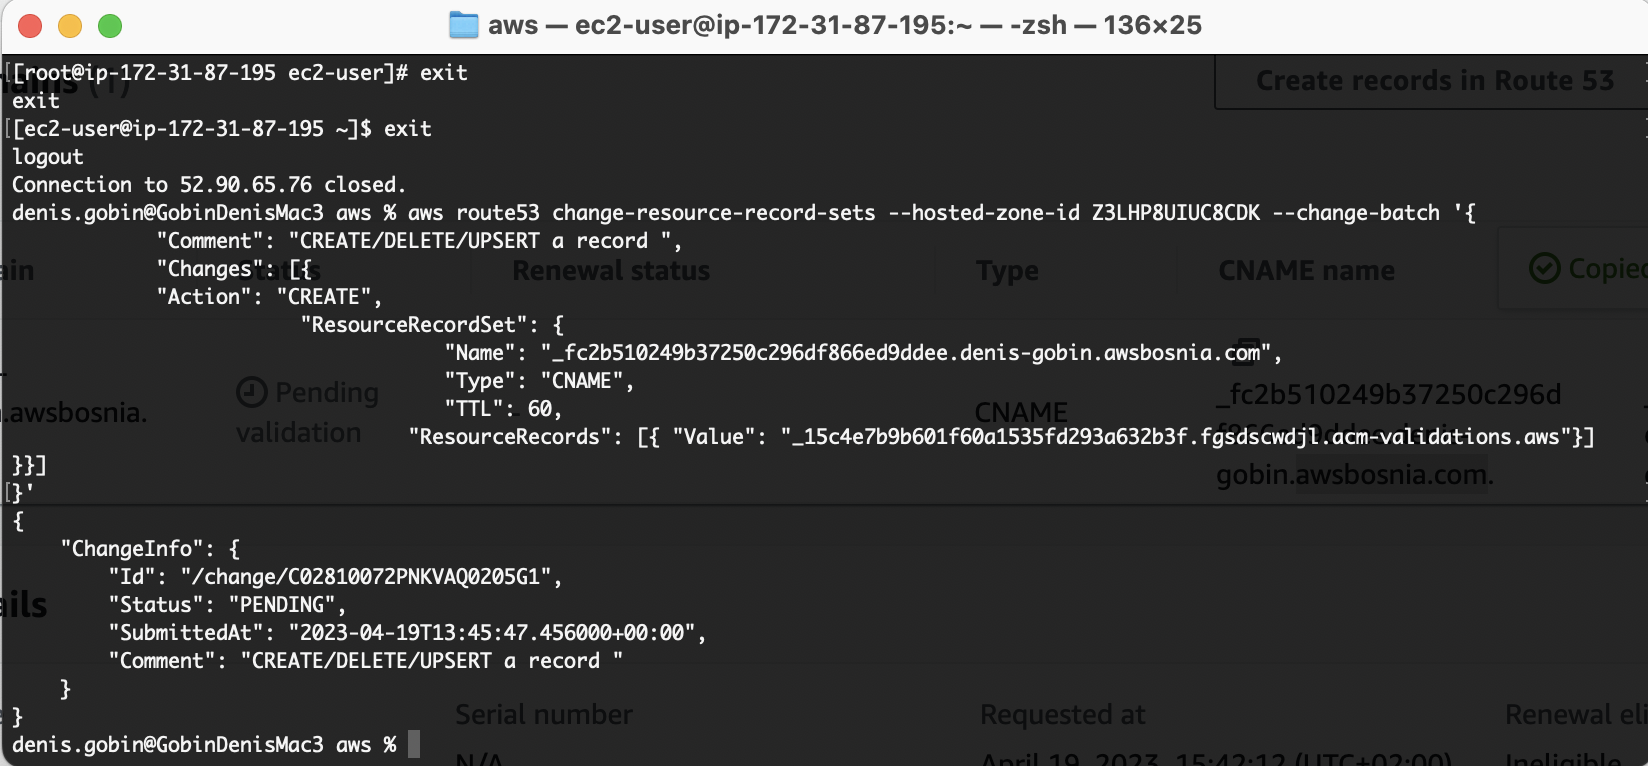 aws — ec2-user@ip-172-31-87-195:~ — -zsh — 136×25
[[root@ip-172-31-87-195 ec2-user]# exit
exit
[[ec2-user@ip-172-31-87-195 ~]$ exit
logout
Connection to 52.90.65.76 closed.
denis.gobin@GobinDenisMac3 aws % aws route53 change-resource-record-sets --hosted-zone-id Z3LHP8UIUC8CDK --change-batch '{
"Comment": "CREATE/DELETE/UPSERT a record ",
"Changes": [{
"Action": "CREATE",
"ResourceRecordSet": {
"Name": "_fc2b510249b37250c296df866ed9ddee.denis-gobin.awsbosnia.com",
"Type": "CNAME",
"TTL": 60,
"ResourceRecords": [{ "Value": "_15c4e7b9b601f60a1535fd293a632b3f.fgsdscwdjl.acm-validations.aws"}]
}}]
[}'
{
"ChangeInfo": {
"Id": "/change/C02810072PNKVAQ0205G1",
"Status": "PENDING",
"SubmittedAt": "2023-04-19T13:45:47.456000+00:00",
"Comment": "CREATE/DELETE/UPSERT a record "
}
}
denis.gobin@GobinDenisMac3 aws %
(1)
Create records in Route 53
Status
Renewal status
Type
CNAME name
Pending
validation
.awsbosnia.
CNAME
_fc2b510249b37250c296d
gobin.awsbosnia.com.
Serial number
Requested at
Renewal
N/A
April 19, 2023, 15:42:12 (UTC+02:00)
Ineligible